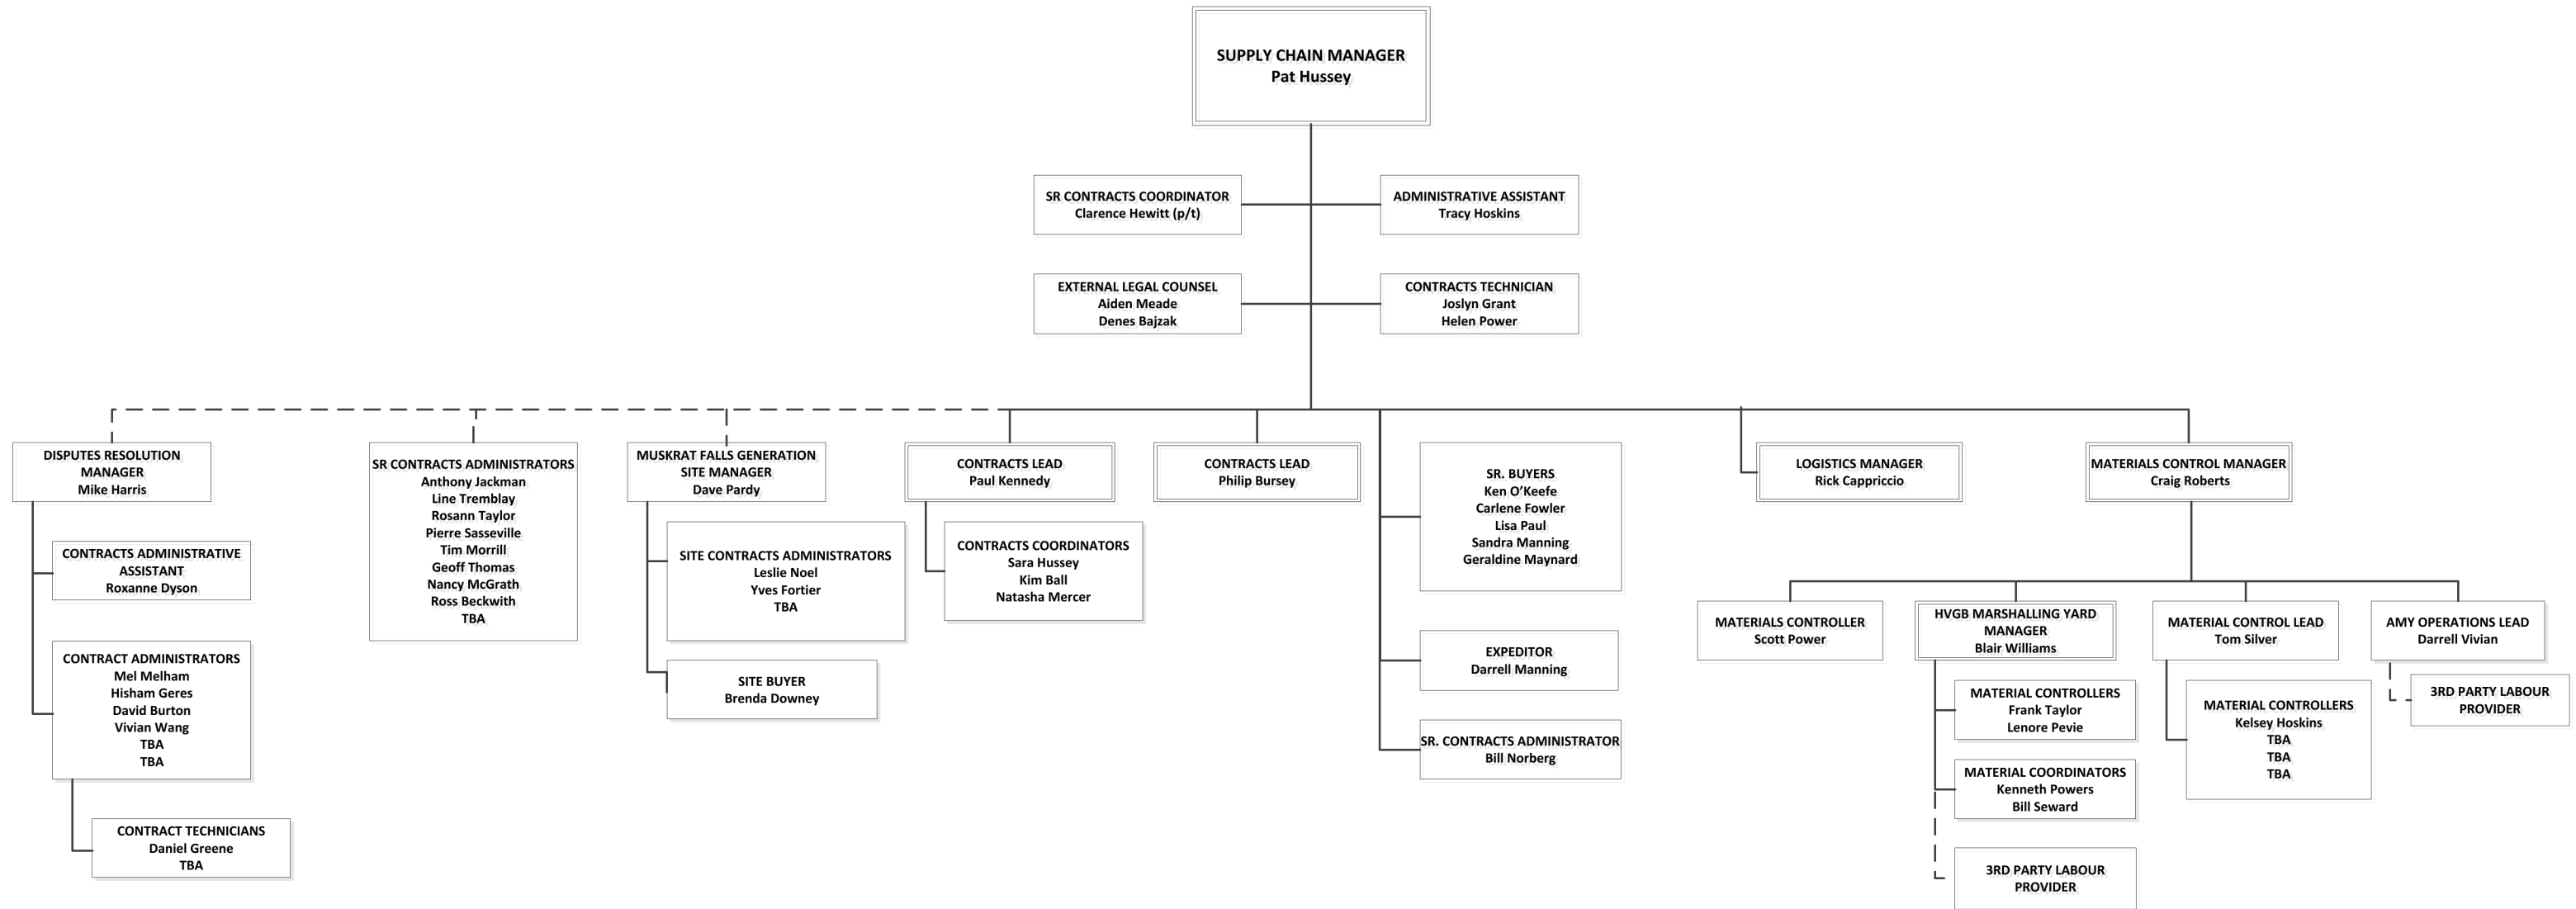 SUPPLY CHAIN MANAGER
Pat Hussey
SR CONTRACTS COORDINATOR
Clarence Hewitt (p/t)
ADMINISTRATIVE ASSISTANT
Tracy Hoskins
EXTERNAL LEGAL COUNSEL
Aiden Meade
Denes Bajzak
CONTRACTS TECHNICIAN
Joslyn Grant
Helen Power
DISPUTES RESOLUTION
MANAGER
Mike Harris
CONTRACTS ADMINISTRATIVE
ASSISTANT
Roxanne Dyson
CONTRACT ADMINISTRATORS
Mel Melham
Hisham Geres
David Burton
Vivian Wang
TBA
TBA
CONTRACT TECHNICIANS
Daniel Greene
TBA
SR CONTRACTS ADMINISTRATORS
Anthony Jackman
Line Tremblay
Rosann Taylor
Pierre Sasseville
Tim Morrill
Geoff Thomas
Nancy McGrath
Ross Beckwith
TBA
MUSKRAT FALLS GENERATION
SITE MANAGER
Dave Pardy
SITE CONTRACTS ADMINISTRATORS
Leslie Noel
Yves Fortier
TBA
SITE BUYER
Brenda Downey
CONTRACTS LEAD
Paul Kennedy
CONTRACTS COORDINATORS
Sara Hussey
Kim Ball
Natasha Mercer
CONTRACTS LEAD
Philip Bursey
SR. BUYERS
Ken O’Keefe
Carlene Fowler
Lisa Paul
Sandra Manning
Geraldine Maynard
EXPEDITOR
Darrell Manning
SR. CONTRACTS ADMINISTRATOR
Bill Norberg
LOGISTICS MANAGER
Rick Cappriccio
MATERIALS CONTROL MANAGER
Craig Roberts
MATERIALS CONTROLLER
Scott Power
HVGB MARSHALLING YARD
MANAGER
Blair Williams
MATERIAL CONTROLLERS
Frank Taylor
Lenore Pevie
MATERIAL COORDINATORS
Kenneth Powers
Bill Seward
3RD PARTY LABOUR
PROVIDER
MATERIAL CONTROL LEAD
Tom Silver
MATERIAL CONTROLLERS
Kelsey Hoskins
TBA
TBA
TBA
AMY OPERATIONS LEAD
Darrell Vivian
3RD PARTY LABOUR
PROVIDER